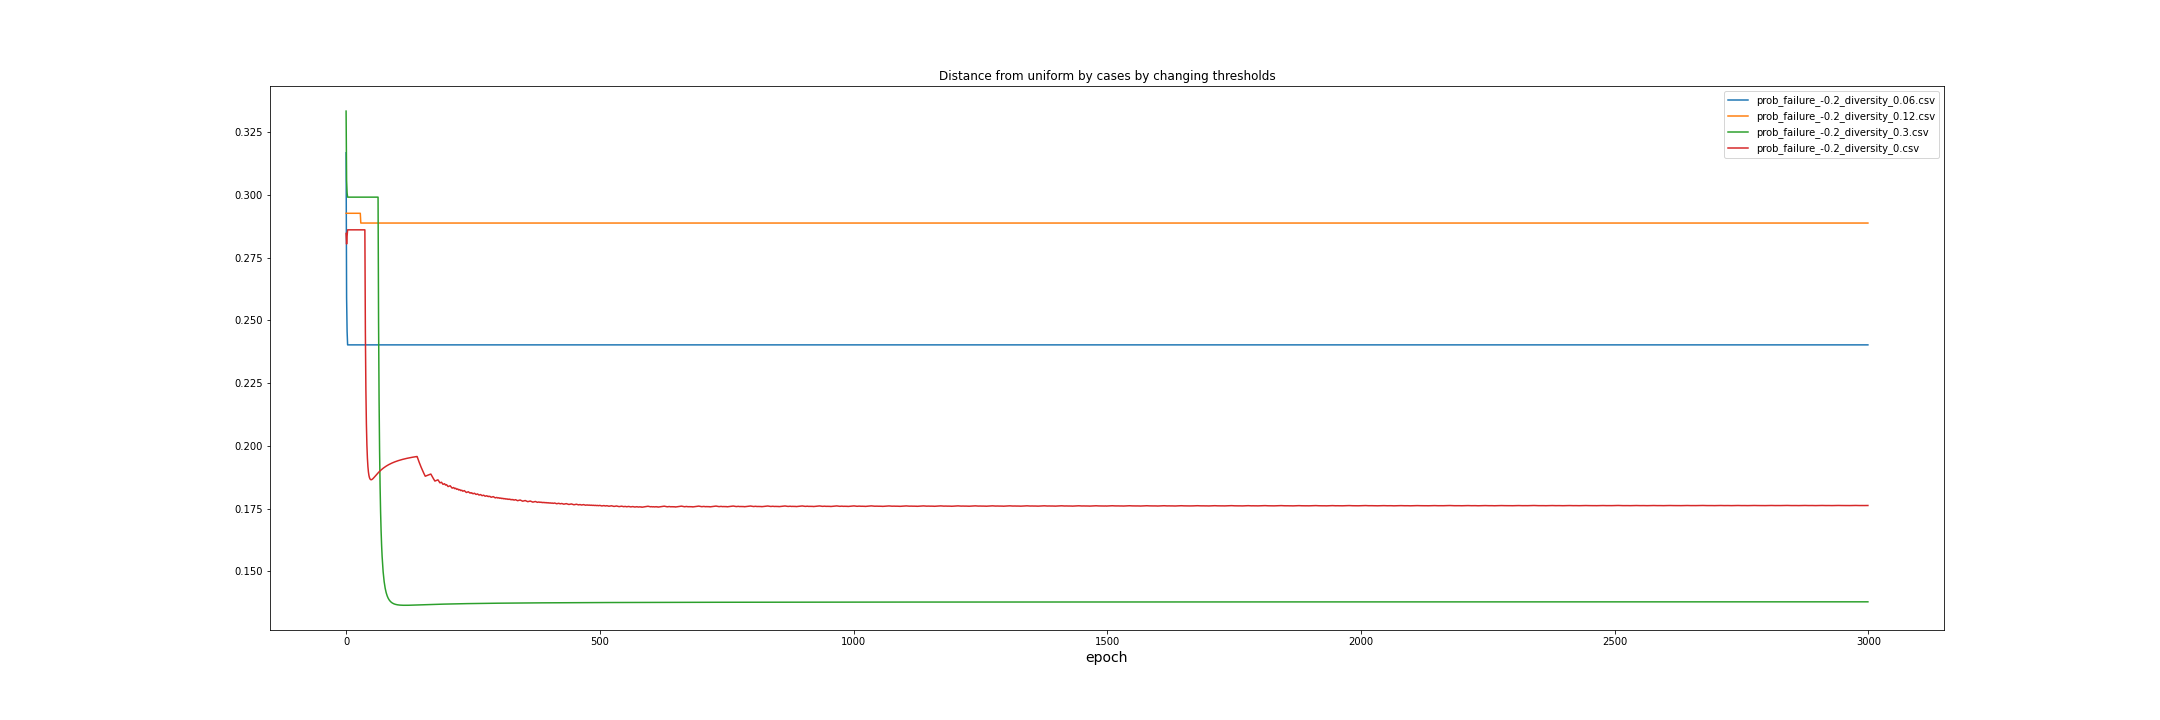 Distance from uniform by cases by changing thresholds
prob_failure_-0.2_diversity_0.06.csv
prob_failure_-0.2_diversity_0.12.csv
prob_failure_-0.2_diversity_0.3.csv
prob_failure_-0.2_diversity_0.csv
0.325
0.300
0.275
0.250
0.225
0.200
0.175
0.150
0 500 1000 1500 2000 2500 3000
epoch